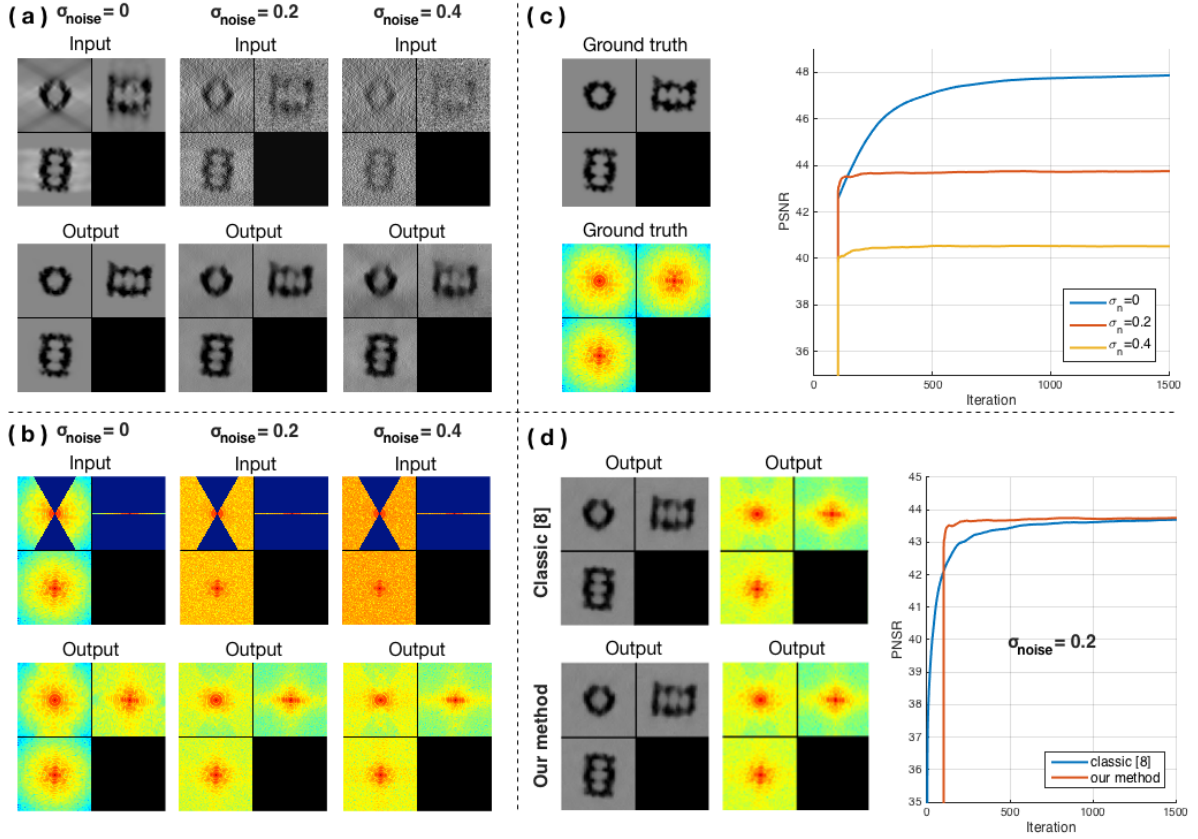 (a)
σnoise = 0 σnoise = 0.2 σnoise = 0.4
Input Input Input
Output Output Output
(b)
σnoise = 0 σnoise = 0.2 σnoise = 0.4
Input Input Input
Output Output Output
(c)
Ground truth
Ground truth
PSNR
48
46
44
42
40
38
36
0 500 1000 1500
Iteration
σn=0
σn=0.2
σn=0.4
(d)
Output Output
Classic [8]
Output Output
Our method
PNSR
45
44
43
42
41
40
39
38
37
36
35
0 500 1000 1500
Iteration
σnoise = 0.2
classic [8]
our method